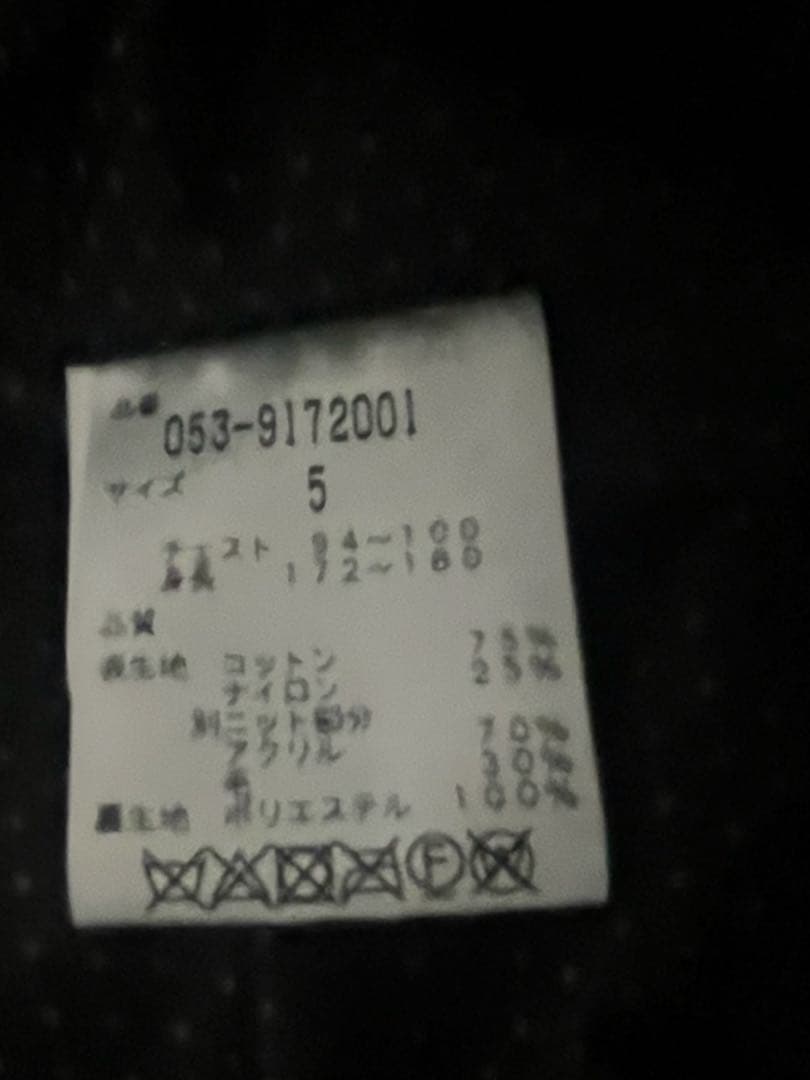 品番
053-9172001
サイズ 5
チェスト 94~100
身長 172~180
品質
表生地 コットン 75%
ナイロン 25%
別ニット部分
アクリル 70%
毛 30%
裏生地 ポリエステル 100%
F